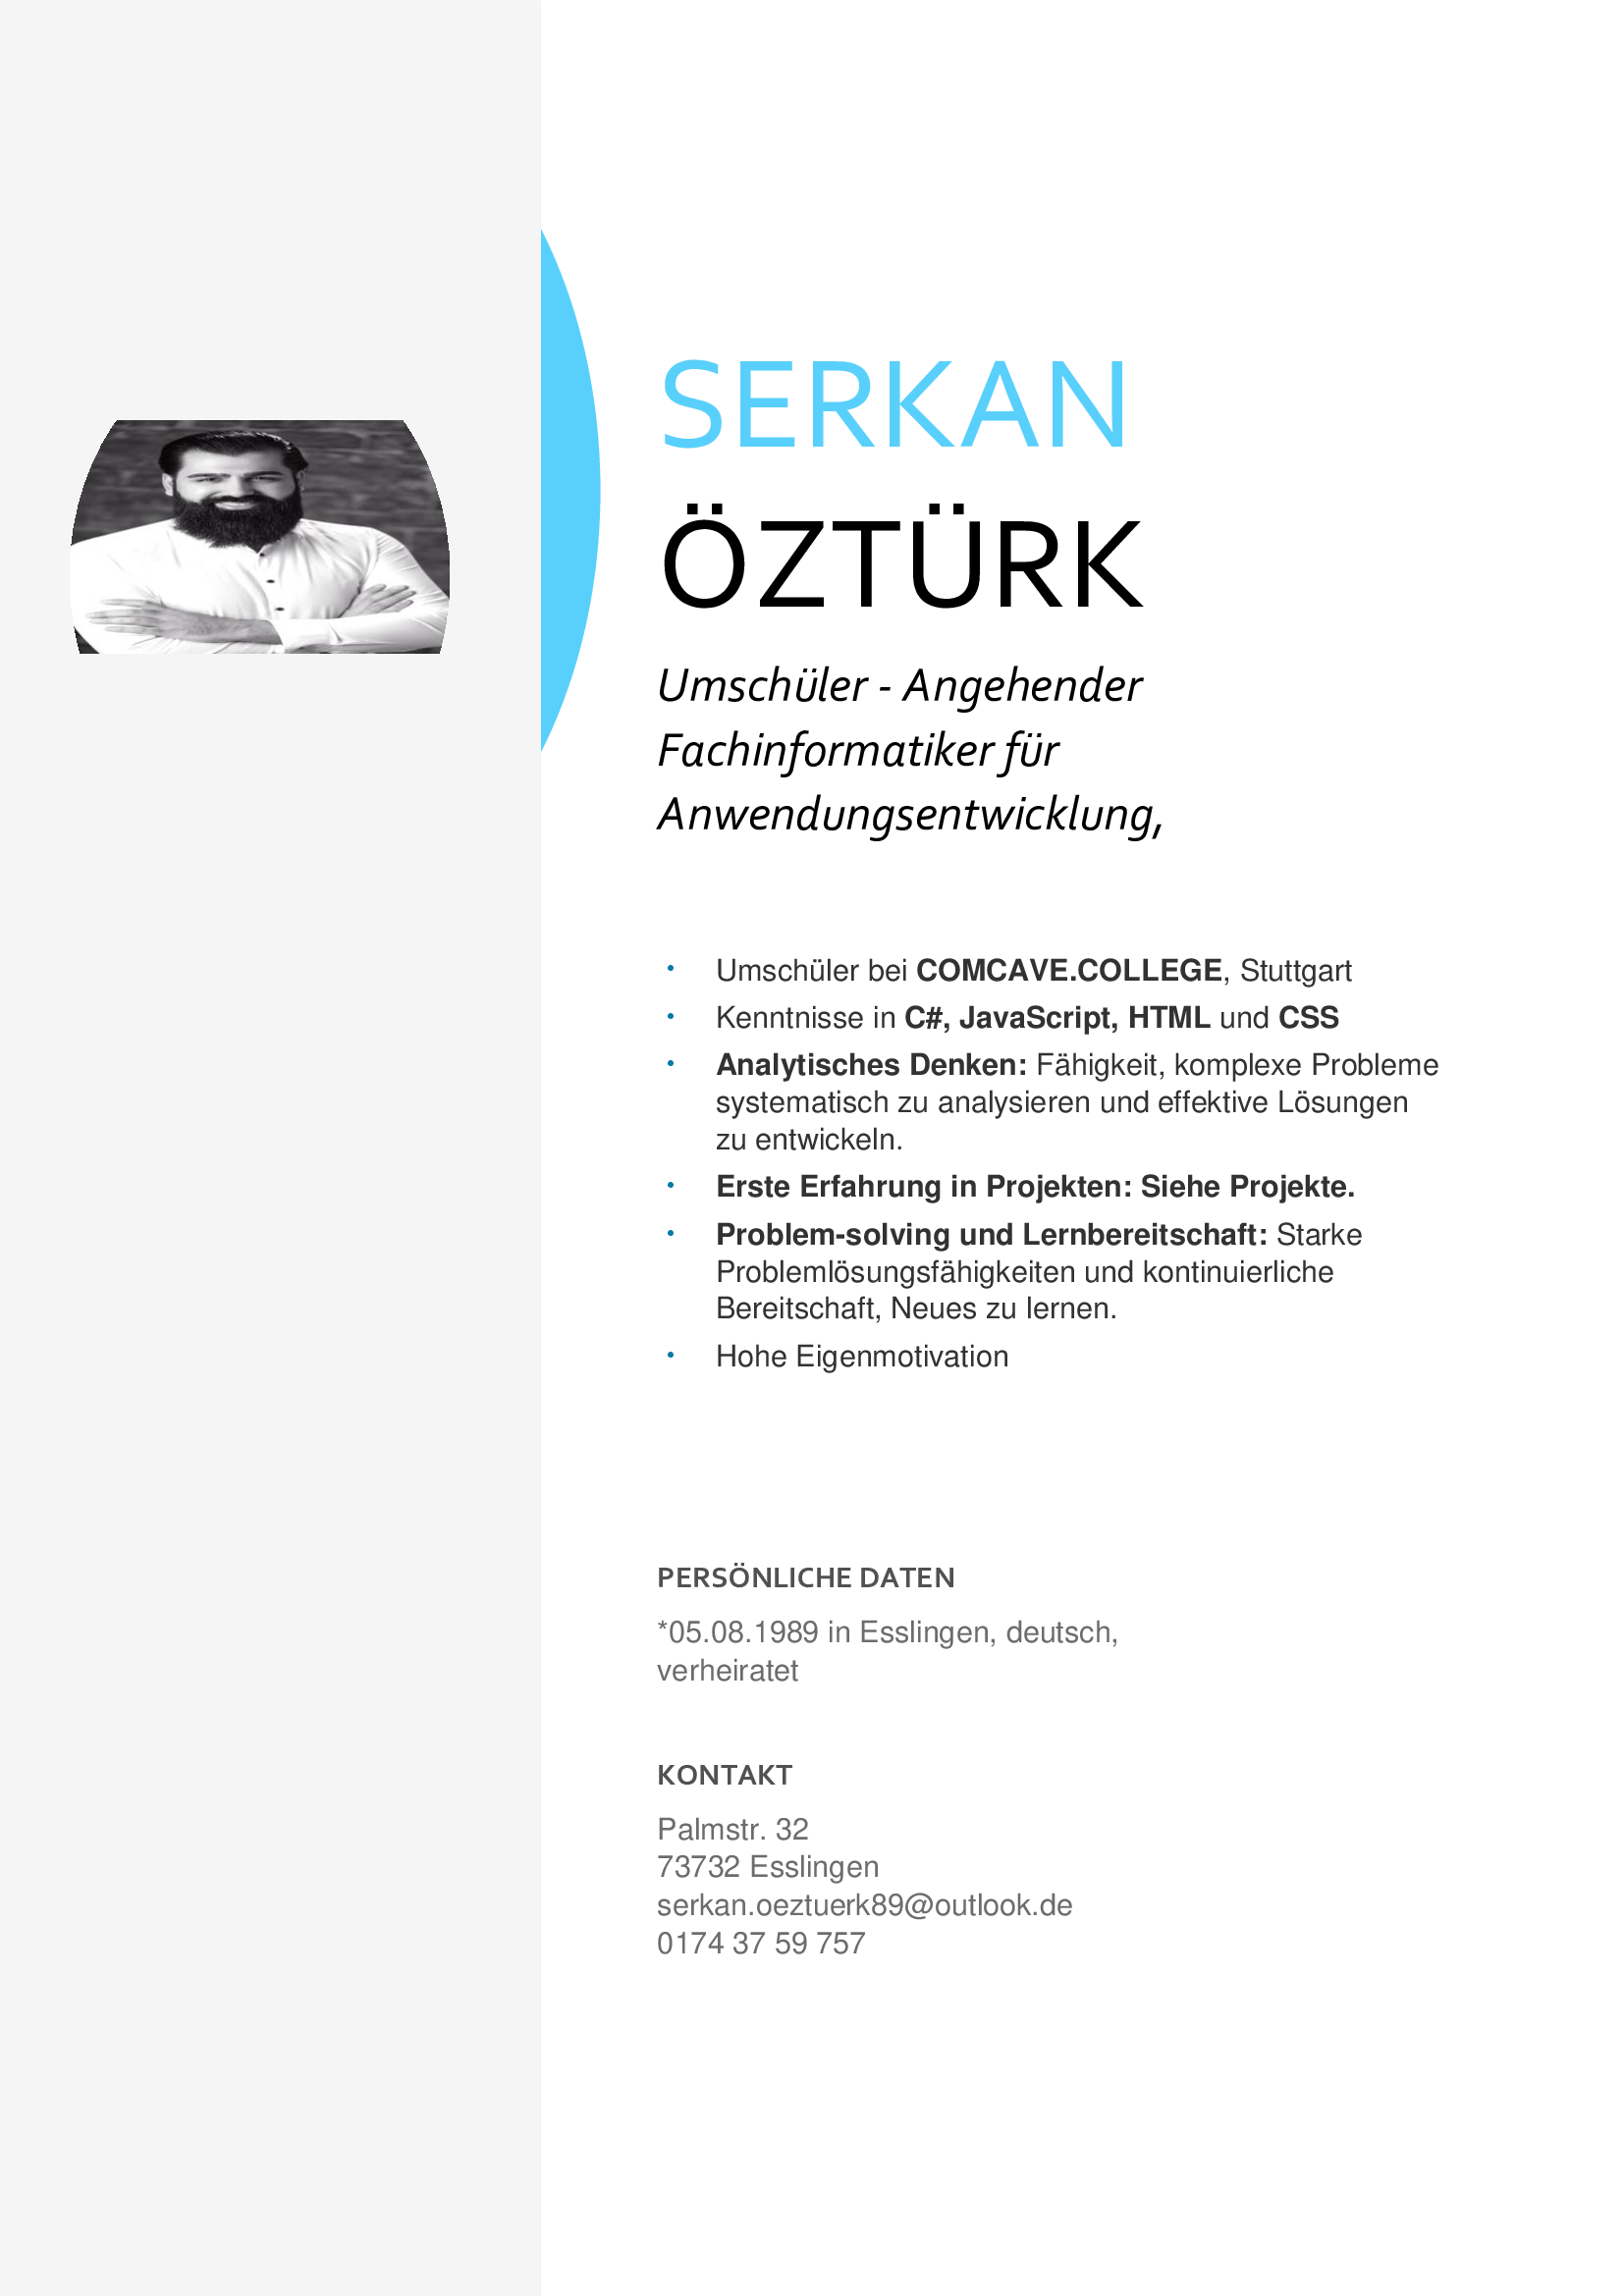 SERKAN
ÖZTÜRK
Umschüler - Angehender
Fachinformatiker für
Anwendungsentwicklung,
• Umschüler bei COMCAVE.COLLEGE, Stuttgart
• Kenntnisse in C#, JavaScript, HTML und CSS
• Analytisches Denken: Fähigkeit, komplexe Probleme
systematisch zu analysieren und effektive Lösungen
zu entwickeln.
• Erste Erfahrung in Projekten: Siehe Projekte.
• Problem-solving und Lernbereitschaft: Starke
Problemlösungsfähigkeiten und kontinuierliche
Bereitschaft, Neues zu lernen.
• Hohe Eigenmotivation
PERSÖNLICHE DATEN
*05.08.1989 in Esslingen, deutsch,
verheiratet
KONTAKT
Palmstr. 32
73732 Esslingen
serkan.oeztuerk89@outlook.de
0174 37 59 757